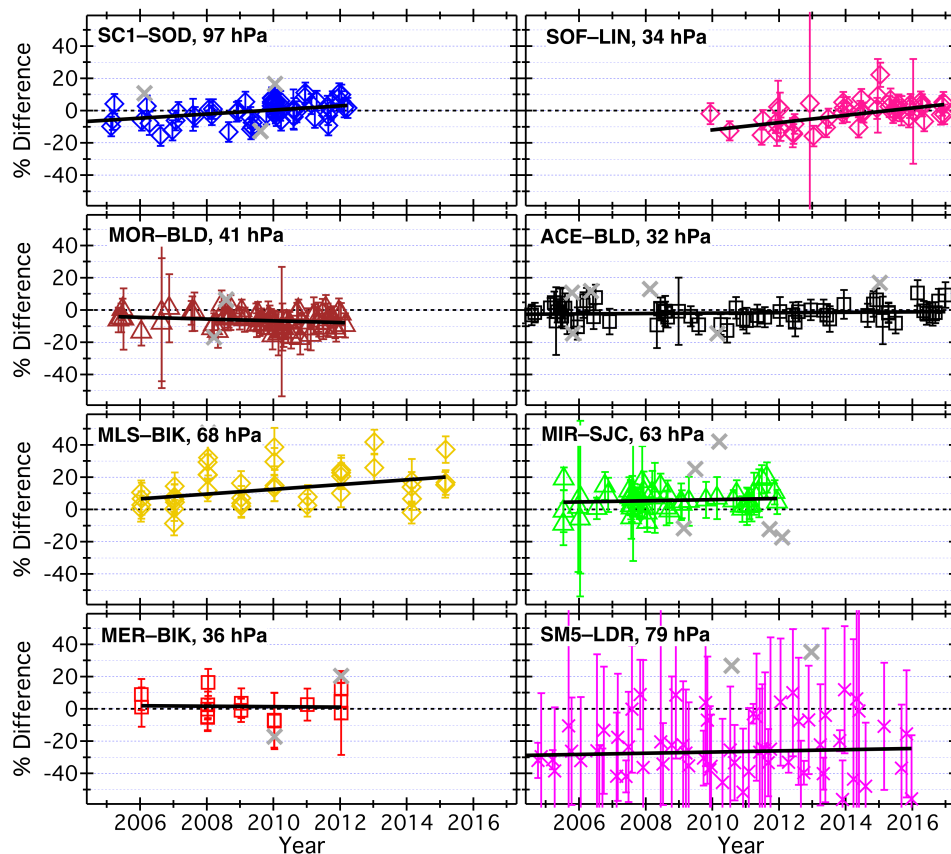 SC1–SOD, 97 hPa
SOF–LIN, 34 hPa
% Difference
40
20
0
-20
-40
MOR–BLD, 41 hPa
ACE–BLD, 32 hPa
% Difference
40
20
0
-20
-40
MLS–BIK, 68 hPa
MIR–SJC, 63 hPa
% Difference
40
20
0
-20
-40
MER–BIK, 36 hPa
SM5–LDR, 79 hPa
% Difference
40
20
0
-20
-40
2006 2008 2010 2012 2014 2016
2006 2008 2010 2012 2014 2016
Year
Year